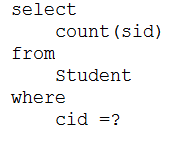 select
count(sid)
from
Student
where
cid =?